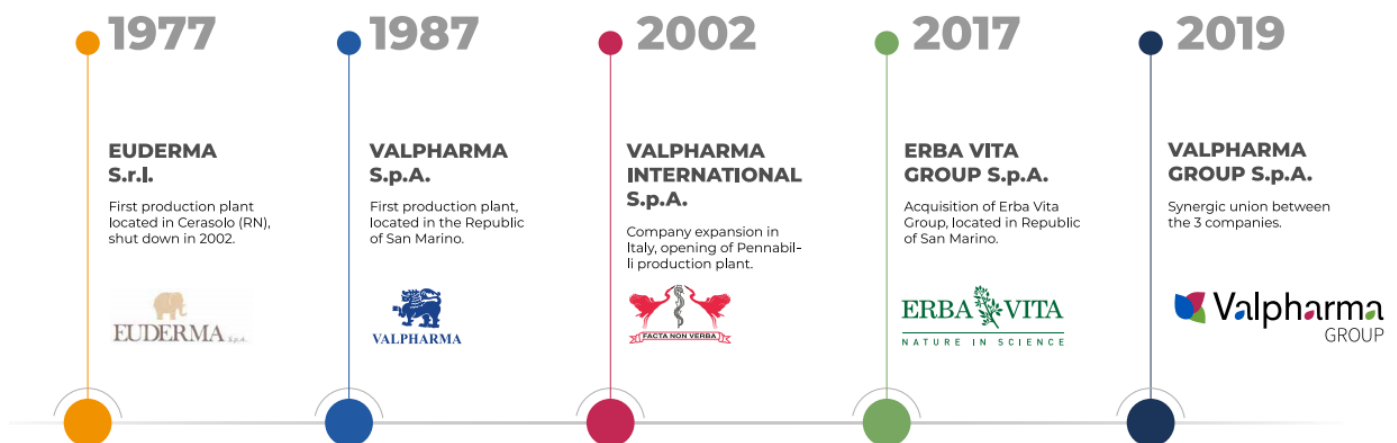 1977
EUDERMA
S.r.l.
First production plant
located in Cerasolo (RN),
shut down in 2002.
EUDERMA S.p.A.
1987
VALPHARMA
S.p.A.
First production plant,
located in the Republic
of San Marino.
VALPHARMA
2002
VALPHARMA
INTERNATIONAL
S.p.A.
Company expansion in
Italy, opening of Pennabil-
li production plant.
FACTA NON VERBA
2017
ERBA VITA
GROUP S.p.A.
Acquisition of Erba Vita
Group, located in Republic
of San Marino.
ERBA VITA
NATURE IN SCIENCE
2019
VALPHARMA
GROUP S.p.A.
Synergic union between
the 3 companies.
Valpharma
GROUP